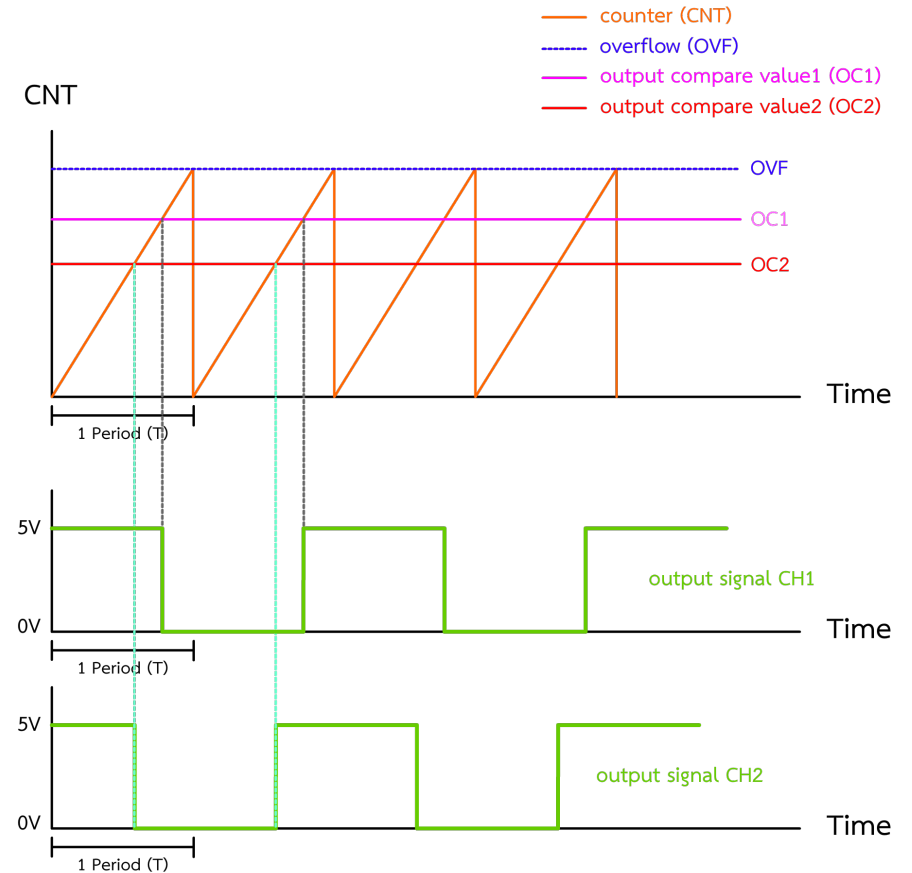 counter (CNT)
overflow (OVF)
output compare value1 (OC1)
output compare value2 (OC2)
CNT
OVF
OC1
OC2
Time
1 Period (T)
5V
output signal CH1
0V
Time
1 Period (T)
5V
output signal CH2
0V
Time
1 Period (T)